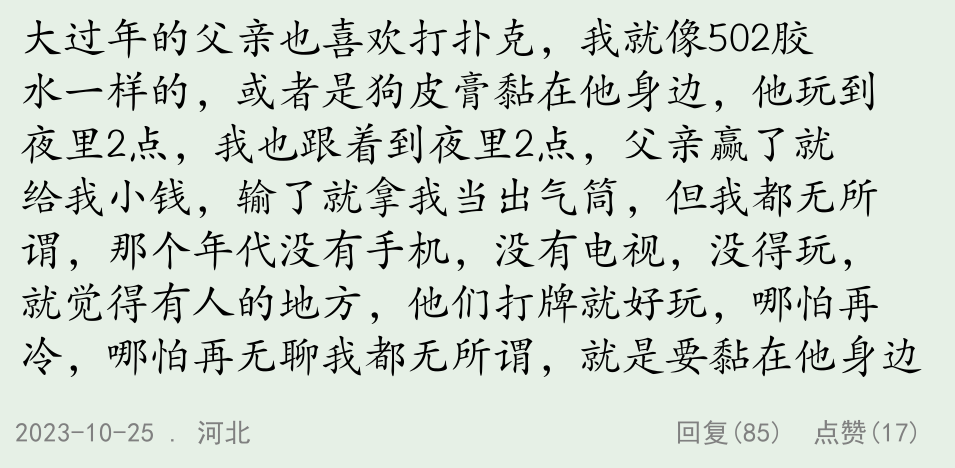 大过年的父亲也喜欢打扑克，我就像502胶
水一样的，或者是狗皮膏黏在他身边，他玩到
夜里2点，我也跟着到夜里2点，父亲赢了就
给我小钱，输了就拿我当出气筒，但我都无所
谓，那个年代没有手机，没有电视，没得玩，
就觉得有人的地方，他们打牌就好玩，哪怕再
冷，哪怕再无聊我都无所谓，就是要黏在他身边
2023-10-25 . 河北 回复(85) 点赞(17)